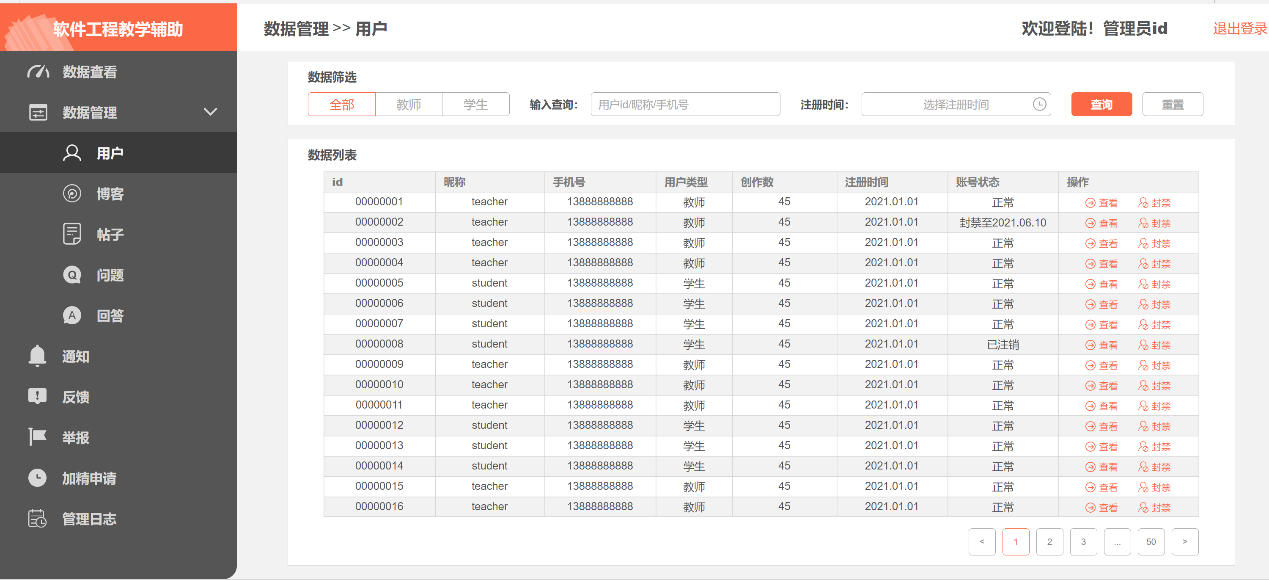 软件工程教学辅助
数据管理 >> 用户
欢迎登陆！管理员id
退出登录
数据查看
数据管理
用户
博客
帖子
问题
回答
通知
反馈
举报
加精申请
管理日志
数据筛选
全部 教师 学生 输入查询： 用户id/昵称/手机号 注册时间： 选择注册时间 查询 重置
数据列表
id 昵称 手机号 用户类型 创作数 注册时间 账号状态 操作
00000001 teacher 13888888888 教师 45 2021.01.01 正常 查看 封禁
00000002 teacher 13888888888 教师 45 2021.01.01 封禁至2021.06.10 查看 封禁
00000003 teacher 13888888888 教师 45 2021.01.01 正常 查看 封禁
00000004 teacher 13888888888 教师 45 2021.01.01 正常 查看 封禁
00000005 student 13888888888 学生 45 2021.01.01 正常 查看 封禁
00000006 student 13888888888 学生 45 2021.01.01 正常 查看 封禁
00000007 student 13888888888 学生 45 2021.01.01 正常 查看 封禁
00000008 student 13888888888 学生 45 2021.01.01 已注销 查看 封禁
00000009 teacher 13888888888 教师 45 2021.01.01 正常 查看 封禁
00000010 teacher 13888888888 教师 45 2021.01.01 正常 查看 封禁
00000011 teacher 13888888888 教师 45 2021.01.01 正常 查看 封禁
00000012 student 13888888888 学生 45 2021.01.01 正常 查看 封禁
00000013 student 13888888888 学生 45 2021.01.01 正常 查看 封禁
00000014 student 13888888888 学生 45 2021.01.01 正常 查看 封禁
00000015 teacher 13888888888 教师 45 2021.01.01 正常 查看 封禁
00000016 teacher 13888888888 教师 45 2021.01.01 正常 查看 封禁
< 1 2 3 ... 50 >